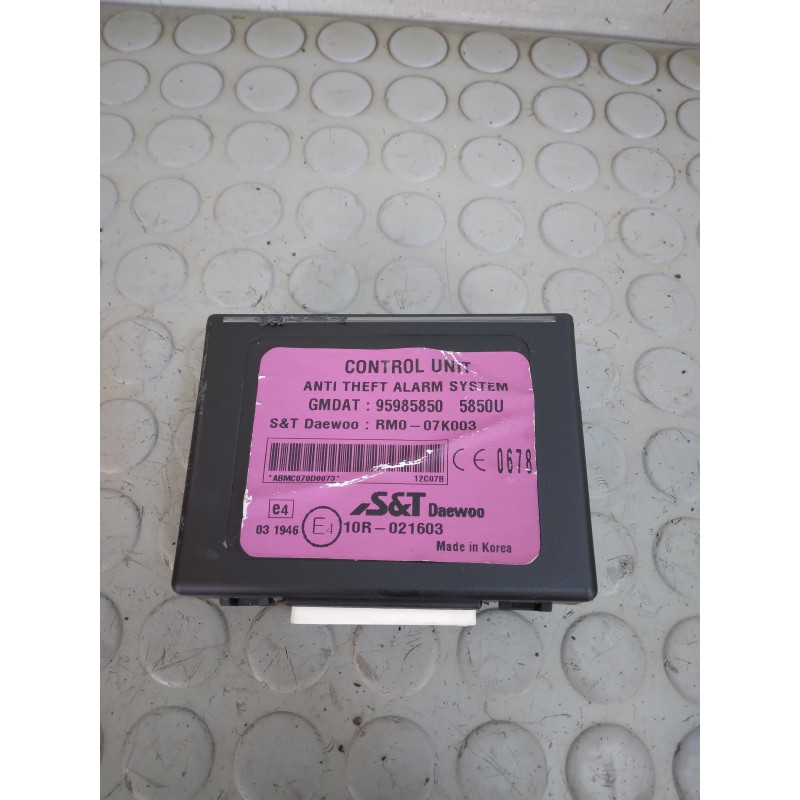 CONTROL UNIT
ANTI THEFT ALARM SYSTEM
GMDAT : 95985850 5850U
S&T Daewoo : RM0-07K003
*ABMC070D0073* 12C07B
CE 0678
S&T Daewoo
e4
03 1946 E4 10R-021603
Made in Korea